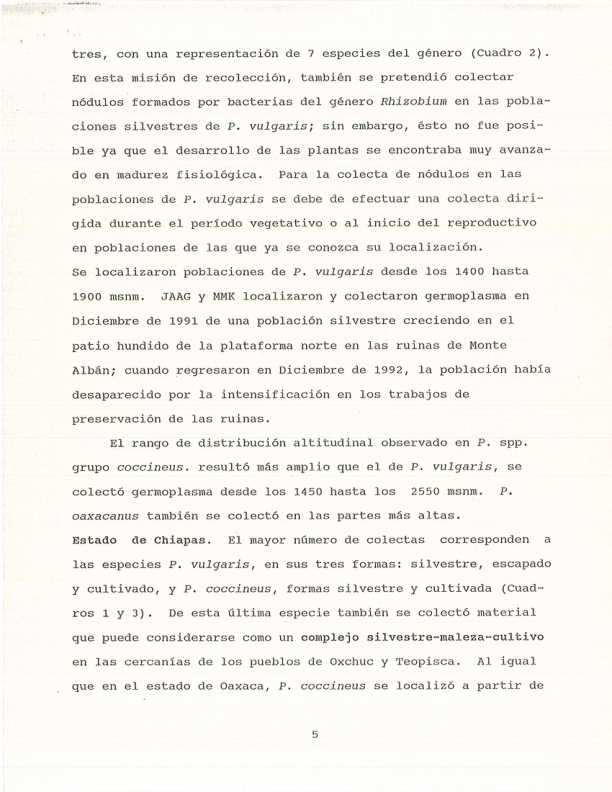 tres, con una representación de 7 especies del género (Cuadro 2).
En esta misión de recolección, también se pretendió colectar
nódulos formados por bacterias del género Rhizobium en las pobla-
ciones silvestres de P. vulgaris; sin embargo, ésto no fue posi-
ble ya que el desarrollo de las plantas se encontraba muy avanza-
do en madurez fisiológica. Para la colecta de nódulos en las
poblaciones de P. vulgaris se debe de efectuar una colecta diri-
gida durante el período vegetativo o al inicio del reproductivo
en poblaciones de las que ya se conozca su localización.
Se localizaron poblaciones de P. vulgaris desde los 1400 hasta
1900 msnm. JAAG y MMK localizaron y colectaron germoplasma en
Diciembre de 1991 de una población silvestre creciendo en el
patio hundido de la plataforma norte en las ruinas de Monte
Albán; cuando regresaron en Diciembre de 1992, la población había
desaparecido por la intensificación en los trabajos de
preservación de las ruinas.
El rango de distribución altitudinal observado en P. spp.
grupo coccineus. resultó más amplio que el de P. vulgaris, se
colectó germoplasma desde los 1450 hasta los 2550 msnm. P.
oaxacanus también se colectó en las partes más altas.
Estado de Chiapas. El mayor número de colectas corresponden a
las especies P. vulgaris, en sus tres formas: silvestre, escapado
y cultivado, y P. coccineus, formas silvestre y cultivada (Cuad-
ros 1 y 3). De esta última especie también se colectó material
que puede considerarse como un complejo silvestre-maleza-cultivo
en las cercanías de los pueblos de Oxchuc y Teopisca. Al igual
que en el estado de Oaxaca, P. coccineus se localizó a partir de
5